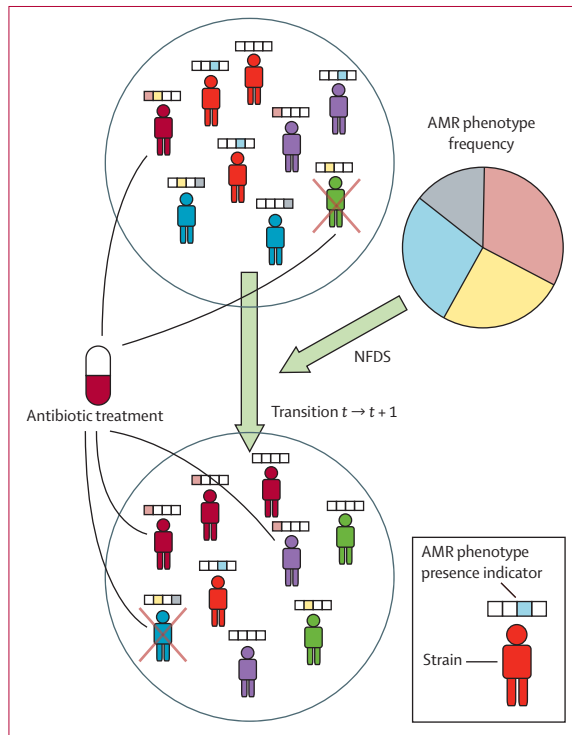 AMR phenotype
frequency
NFDS
Antibiotic treatment
Transition t → t + 1
AMR phenotype
presence indicator
Strain